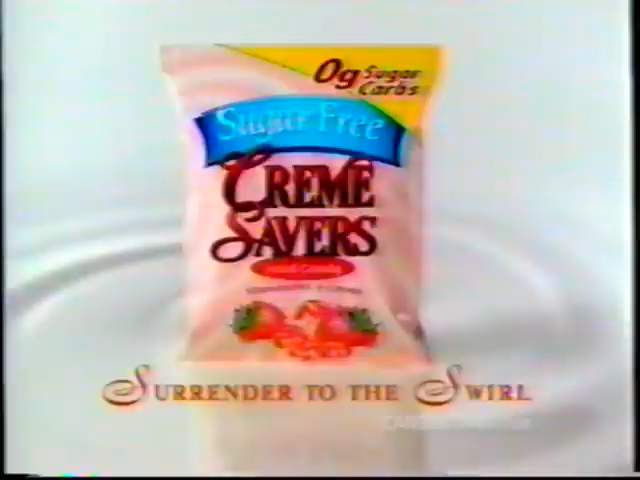 0g Sugar
Carbs
Sugar Free
CREME
SAVERS
SURRENDER TO THE SWIRL